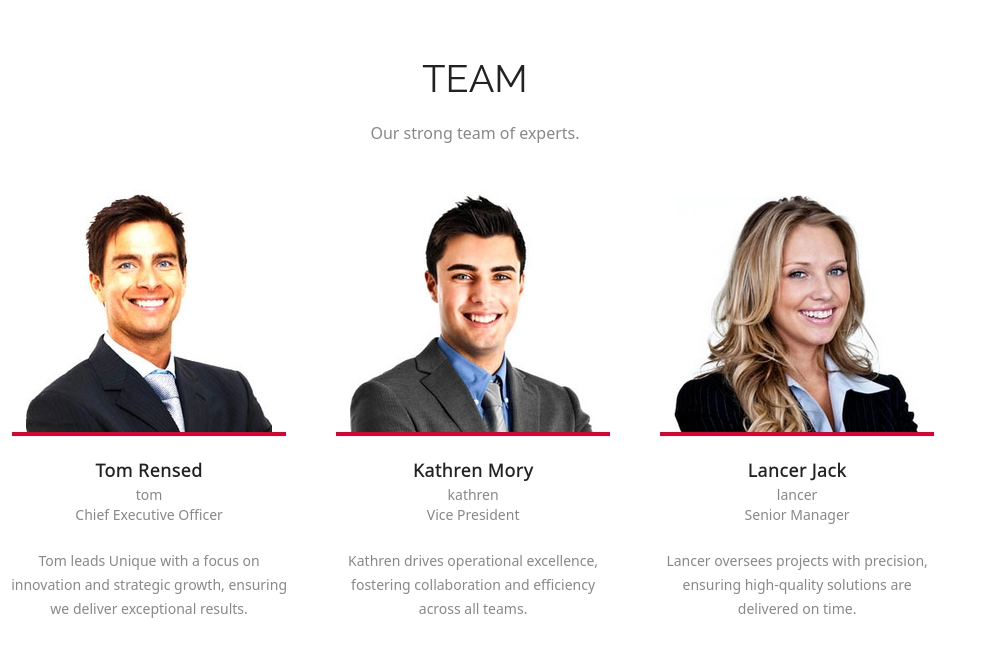 TEAM
Our strong team of experts.
Tom Rensed
tom
Chief Executive Officer
Tom leads Unique with a focus on
innovation and strategic growth, ensuring
we deliver exceptional results.
Kathren Mory
kathren
Vice President
Kathren drives operational excellence,
fostering collaboration and efficiency
across all teams.
Lancer Jack
lancer
Senior Manager
Lancer oversees projects with precision,
ensuring high-quality solutions are
delivered on time.